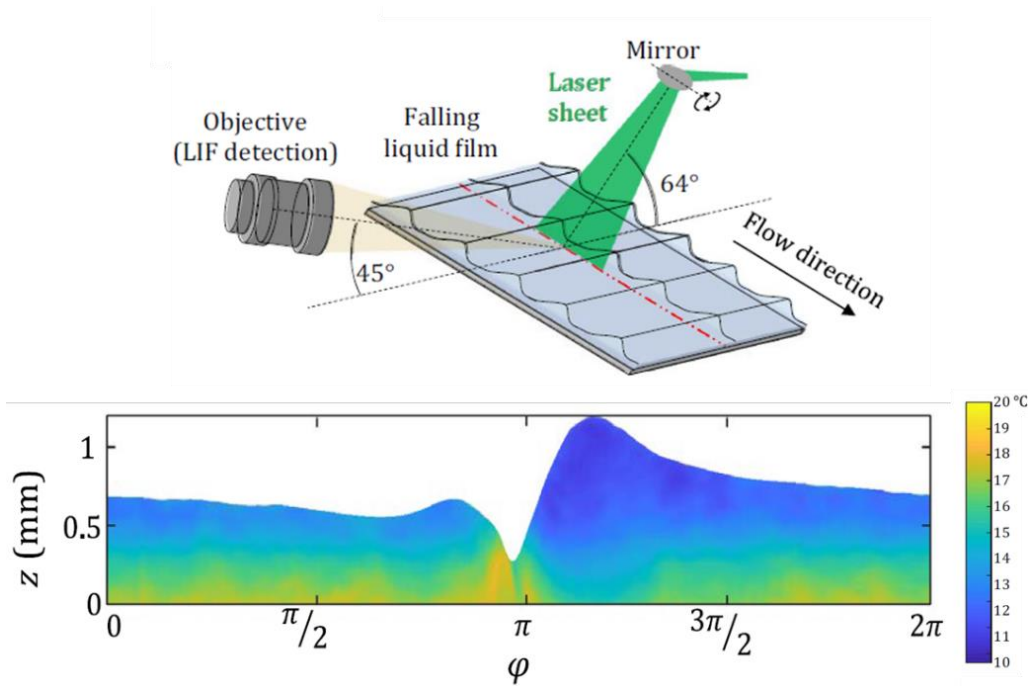 Mirror
Laser
sheet
Objective
(LIF detection)
Falling
liquid film
64°
45°
Flow direction
20 ºC
19
18
17
16
15
14
13
12
11
10
1
0.5
0
z (mm)
0
π/2
π
3π/2
2π
φ